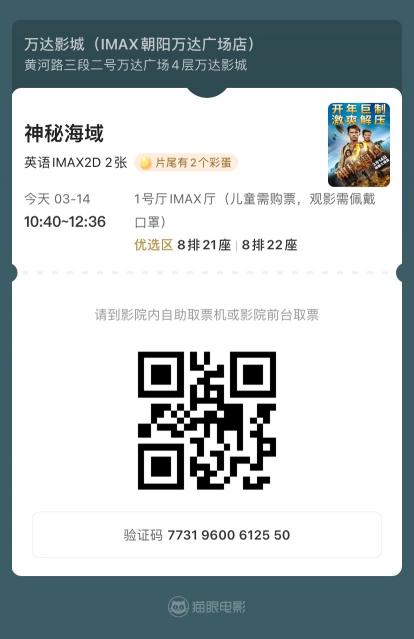 万达影城（IMAX朝阳万达广场店）
黄河路三段二号万达广场4层万达影城
开年巨制
激爽解压
神秘海域
英语IMAX2D 2张
片尾有2个彩蛋
今天 03-14
1号厅IMAX厅（儿童需购票，观影需佩戴
10:40~12:36
口罩）
优选区 8排21座 | 8排22座
请到影院内自助取票机或影院前台取票
验证码 7731 9600 6125 50
猫眼电影